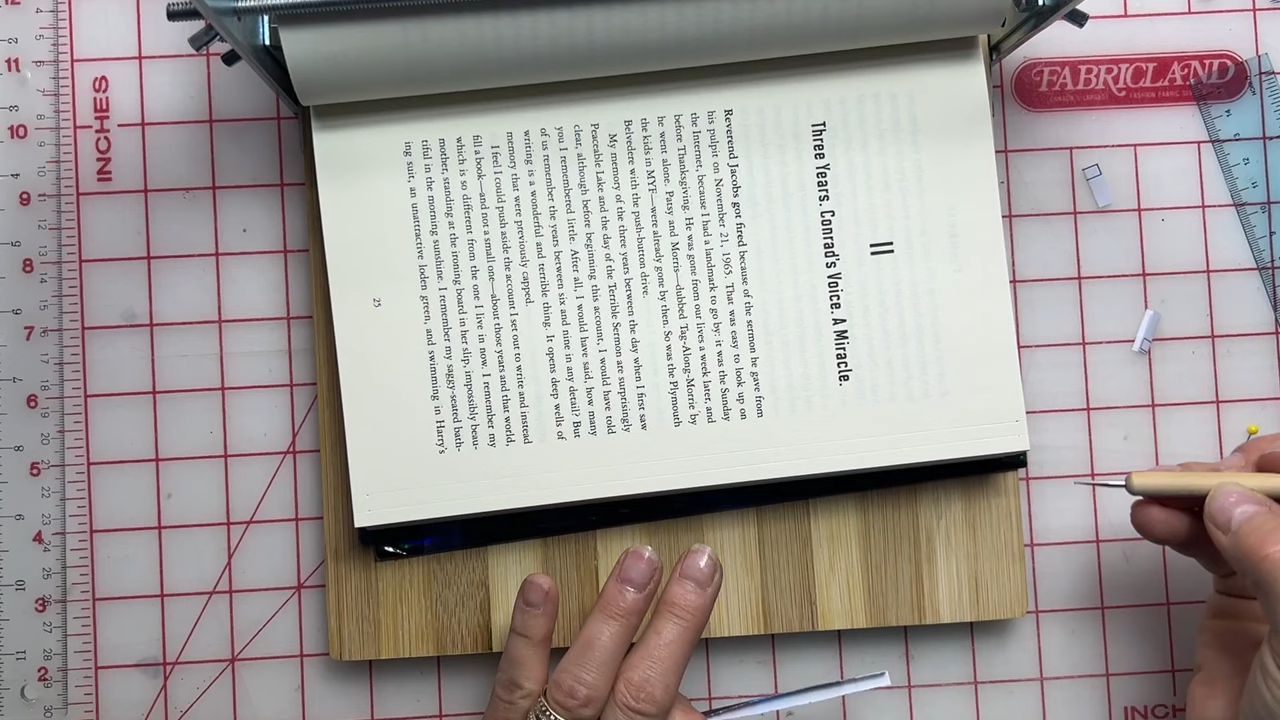 II
Three Years. Conrad's Voice. A Miracle.
Reverend Jacobs got fired because of the sermon he gave from
his pulpit on November 21, 1965. That was easy to look up on
the Internet, because I had a landmark to go by: it was the Sunday
before Thanksgiving. He was gone from our lives a week later, and
he went alone. Patsy and Morris—dubbed Tag-Along-Morrie by
the kids in MYF—were already gone by then. So was the Plymouth
Belvedere with the push-button drive.
My memory of the three years between the day when I first saw
Peaceable Lake and the day of the Terrible Sermon are surprisingly
clear, although before beginning this account, I would have told
you I remembered little. After all, I would have said, how many
of us remember the years between six and nine in any detail? But
writing is a wonderful and terrible thing. It opens deep wells of
memory that were previously capped.
I feel I could push aside the account I set out to write and instead
fill a book—and not a small one—about those years and that world,
which is so different from the one I live in now. I remember my
mother, standing at the ironing board in her slip, impossibly beau-
tiful in the morning sunshine. I remember my saggy-seated bath-
ing suit, an unattractive loden green, and swimming in Harry's
25
FABRICLAND
INCHES
11
10
9
8
7
6
5
4
3
2
INCH